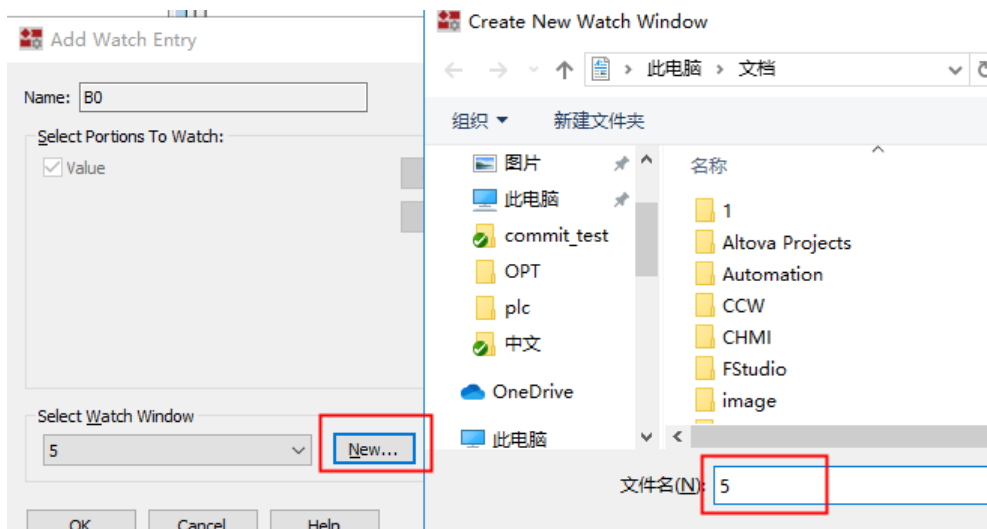 Add Watch Entry
Name: B0
Select Portions To Watch:
Value
Select Watch Window
5
New...
OK
Cancel
Help
Create New Watch Window
此电脑 › 文档
组织
新建文件夹
图片
此电脑
commit_test
OPT
plc
中文
OneDrive
此电脑
名称
1
Altova Projects
Automation
CCW
CHMI
FStudio
image
文件名(N): 5